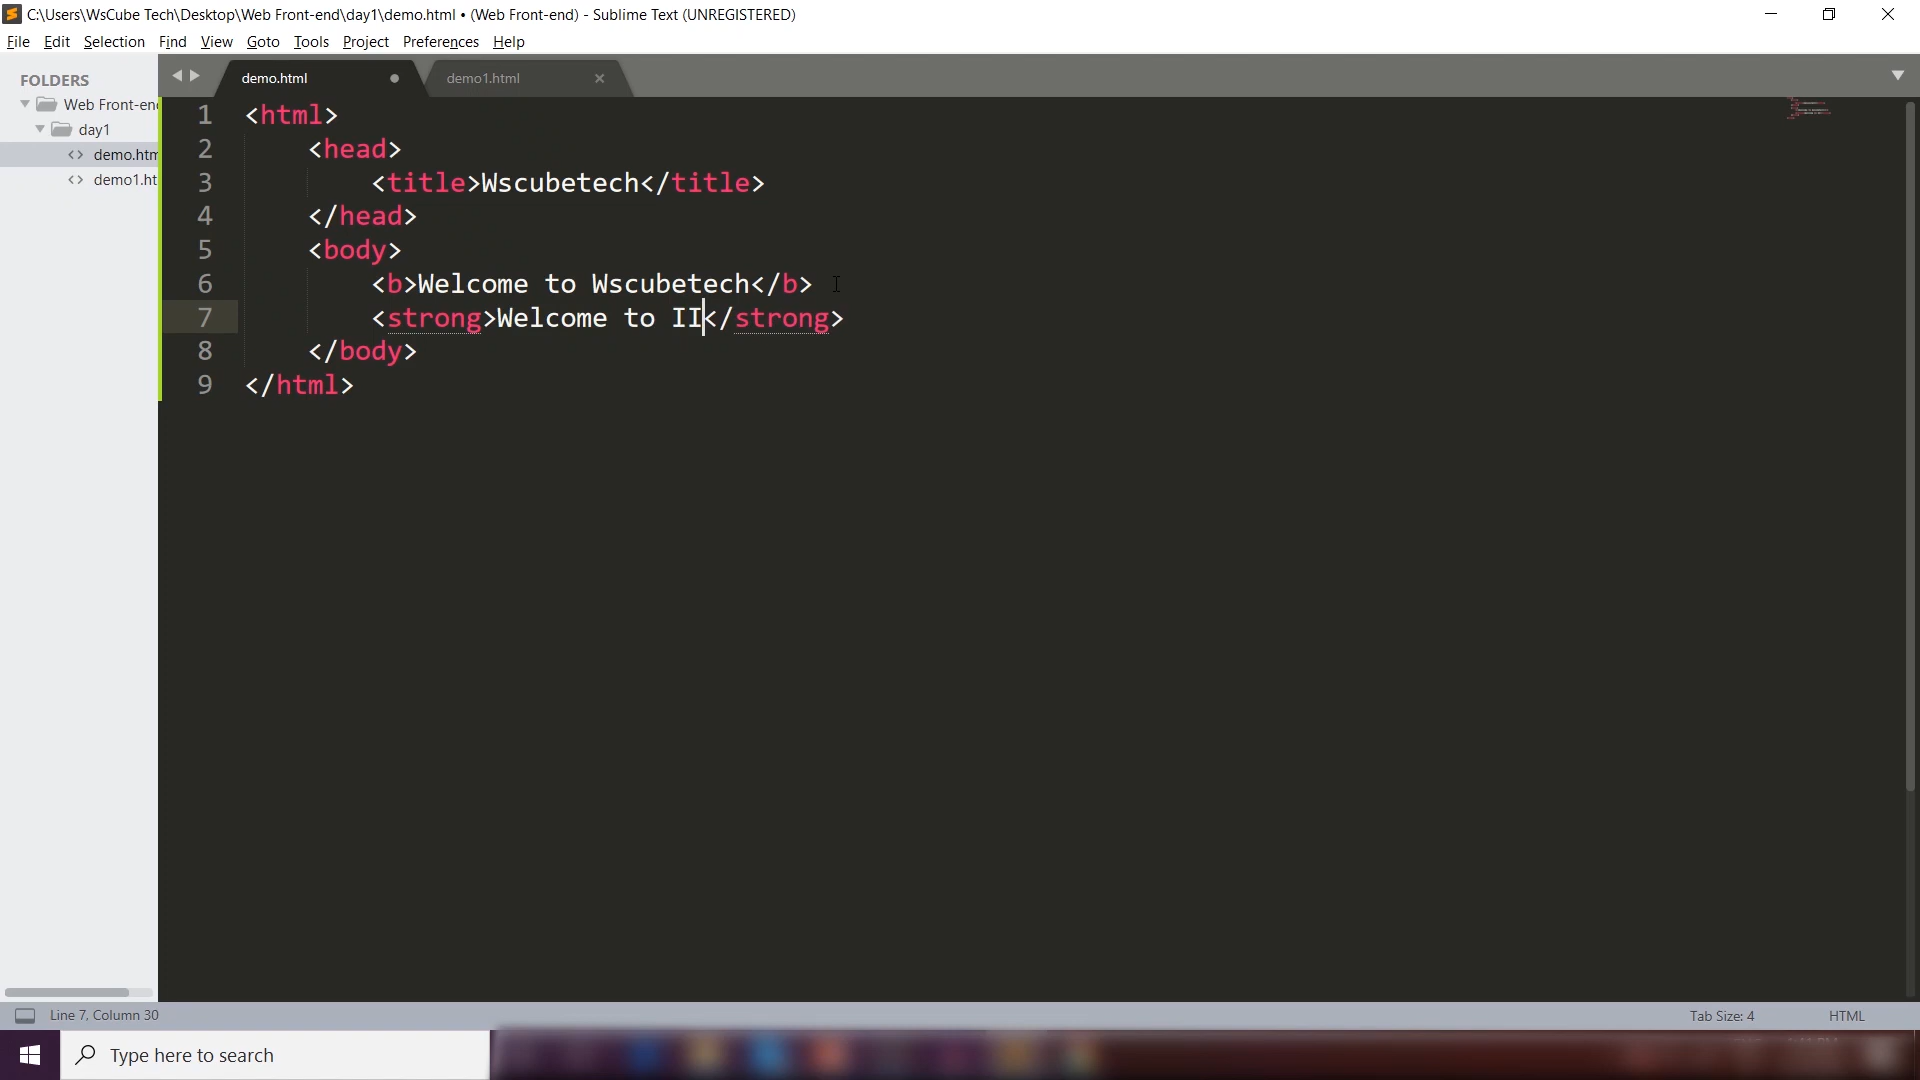 C:\Users\WsCube Tech\Desktop\Web Front-end\day1\demo.html • (Web Front-end) - Sublime Text (UNREGISTERED)
File Edit Selection Find View Goto Tools Project Preferences Help
FOLDERS
Web Front-end
day1
demo.htm
demo1.ht
demo.html
demo1.html
1 <html>
2 <head>
3 <title>Wscubetech</title>
4 </head>
5 <body>
6 <b>Welcome to Wscubetech</b>
7 <strong>Welcome to II</strong>
8 </body>
9 </html>
Line 7, Column 30
Tab Size: 4
HTML
Type here to search